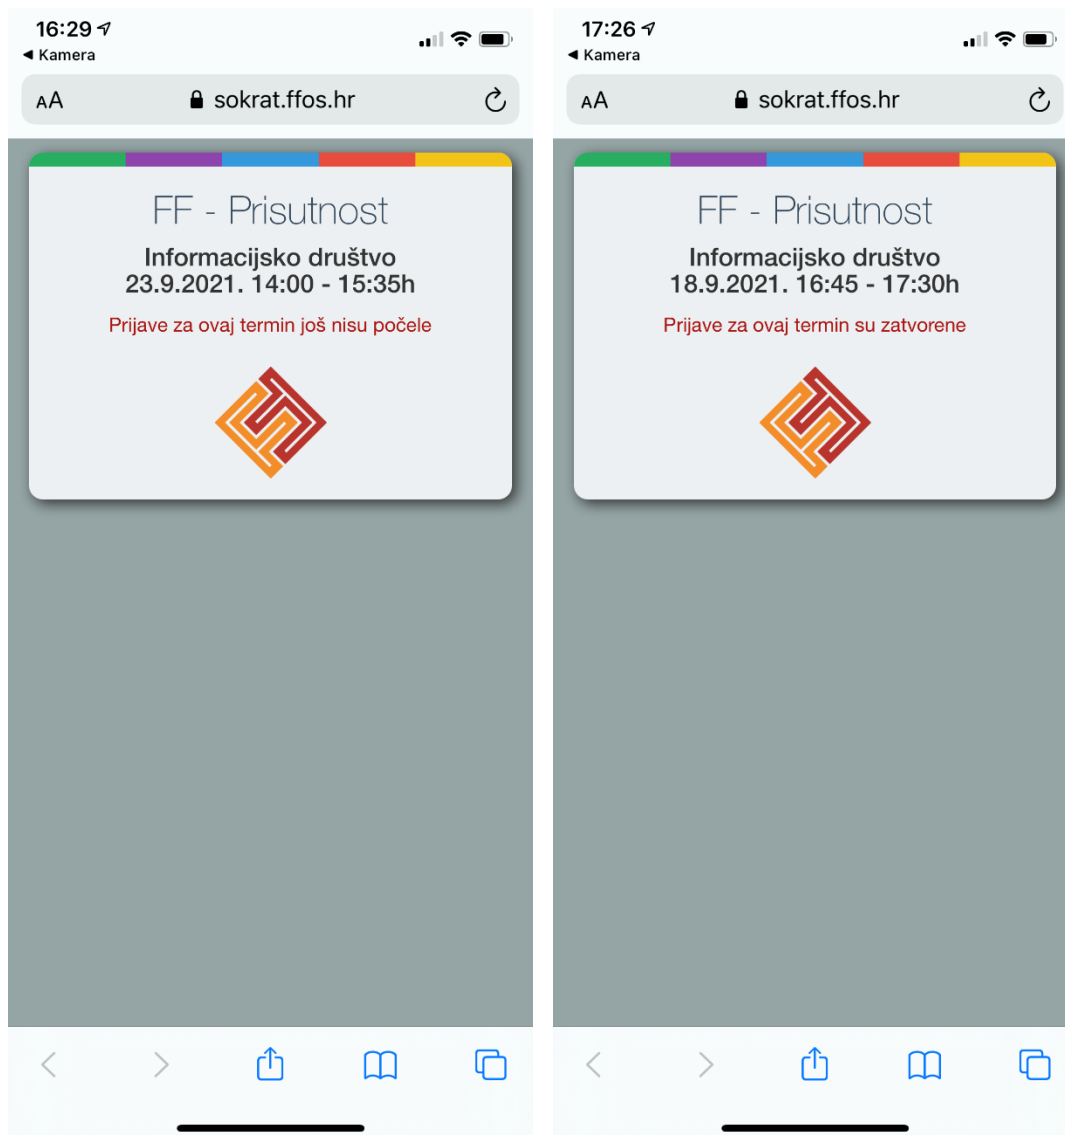 16:29
◀ Kamera
AA sokrat.ffos.hr
FF - Prisutnost
Informacijsko društvo
23.9.2021. 14:00 - 15:35h
Prijave za ovaj termin još nisu počele
17:26
◀ Kamera
AA sokrat.ffos.hr
FF - Prisutnost
Informacijsko društvo
18.9.2021. 16:45 - 17:30h
Prijave za ovaj termin su zatvorene